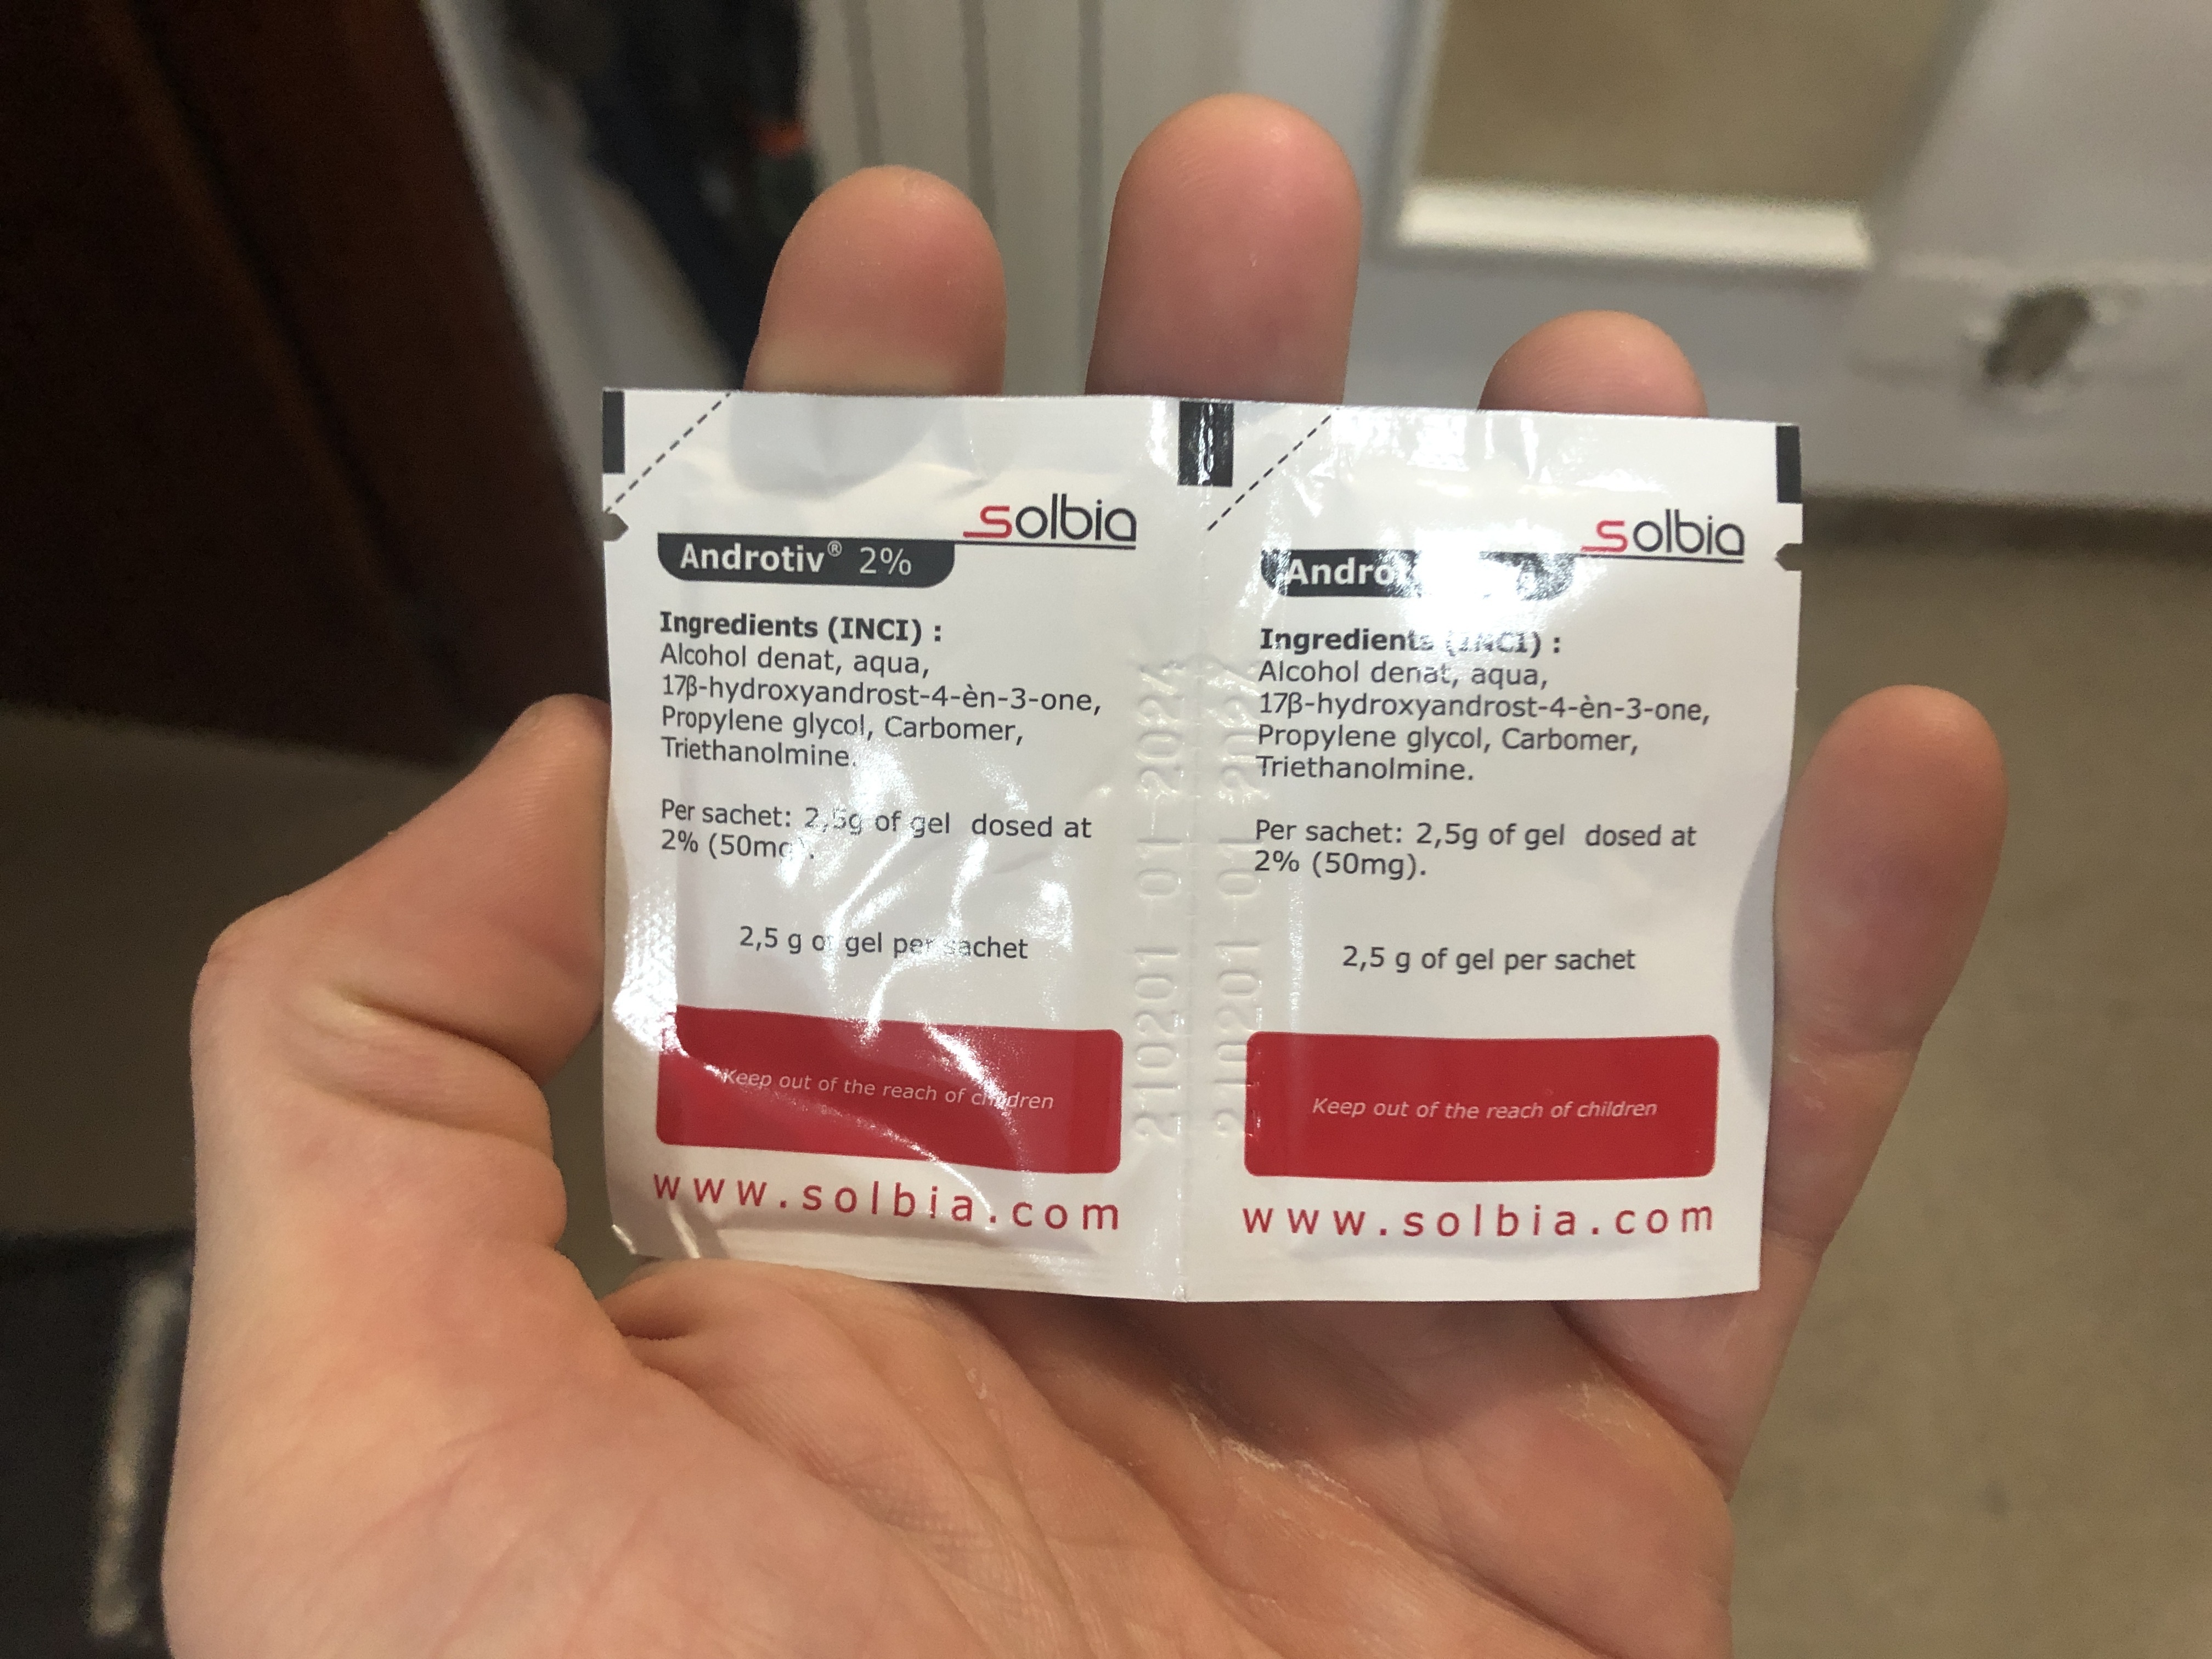 solbia
Androtiv® 2%
Ingredients (INCI) :
Alcohol denat, aqua,
17β-hydroxyandrost-4-èn-3-one,
Propylene glycol, Carbomer,
Triethanolmine.
Per sachet: 2,5g of gel dosed at
2% (50mg).
2,5 g of gel per sachet
Keep out of the reach of children
www.solbia.com
210201 01-2024
solbia
Ingredients (INCI) :
Alcohol denat, aqua,
17β-hydroxyandrost-4-èn-3-one,
Propylene glycol, Carbomer,
Triethanolmine.
Per sachet: 2,5g of gel dosed at
2% (50mg).
2,5 g of gel per sachet
Keep out of the reach of children
www.solbia.com